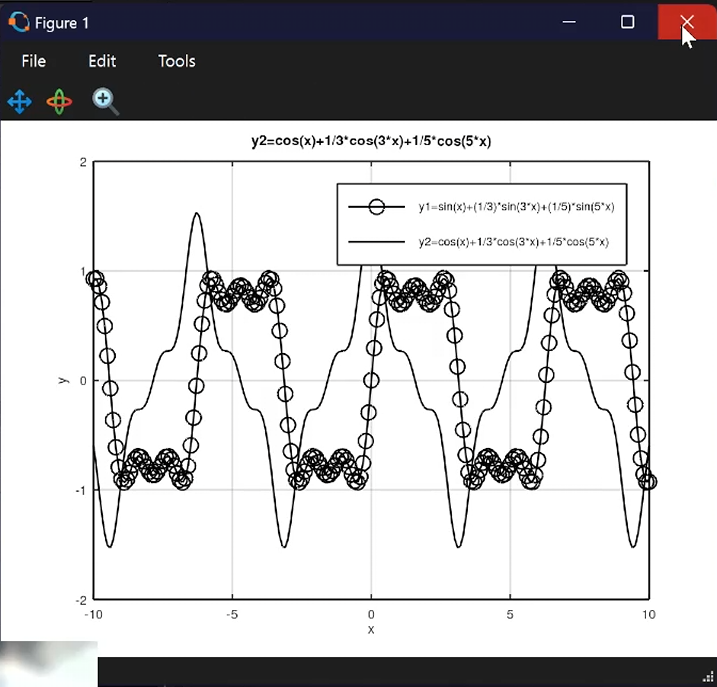 Figure 1
File Edit Tools
y2=cos(x)+1/3*cos(3*x)+1/5*cos(5*x)
y1=sin(x)+(1/3)*sin(3*x)+(1/5)*sin(5*x)
y2=cos(x)+1/3*cos(3*x)+1/5*cos(5*x)
2
1
0
-1
-2
y
-10 -5 0 5 10
x